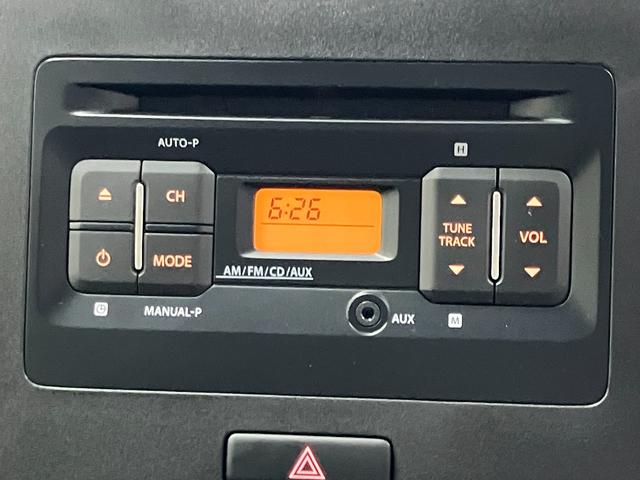 AUTO-P
H
CH
TUNE
TRACK
VOL
6:26
MODE
AM/FM/CD/AUX
MANUAL-P
AUX
M